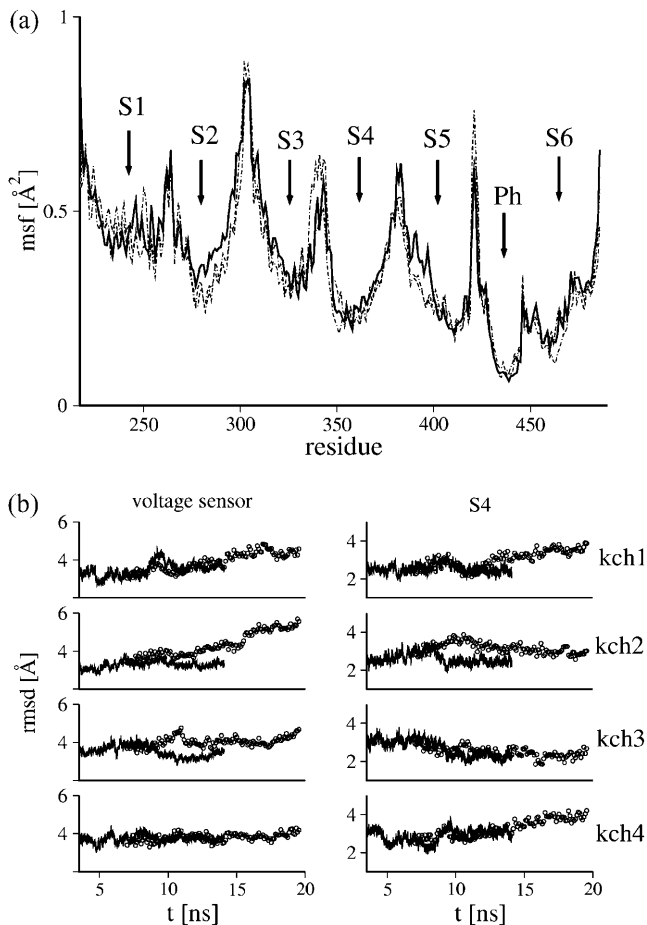 (a)
1
0.5
0
msf [Å²]
S1
S2
S3
S4
S5
Ph
S6
250
300
350
400
450
residue
(b)
voltage sensor
S4
6
4
6
4
6
4
6
4
rmsd [Å]
4
2
4
2
4
2
4
2
kch1
kch2
kch3
kch4
5
10
15
20
t [ns]
5
10
15
20
t [ns]